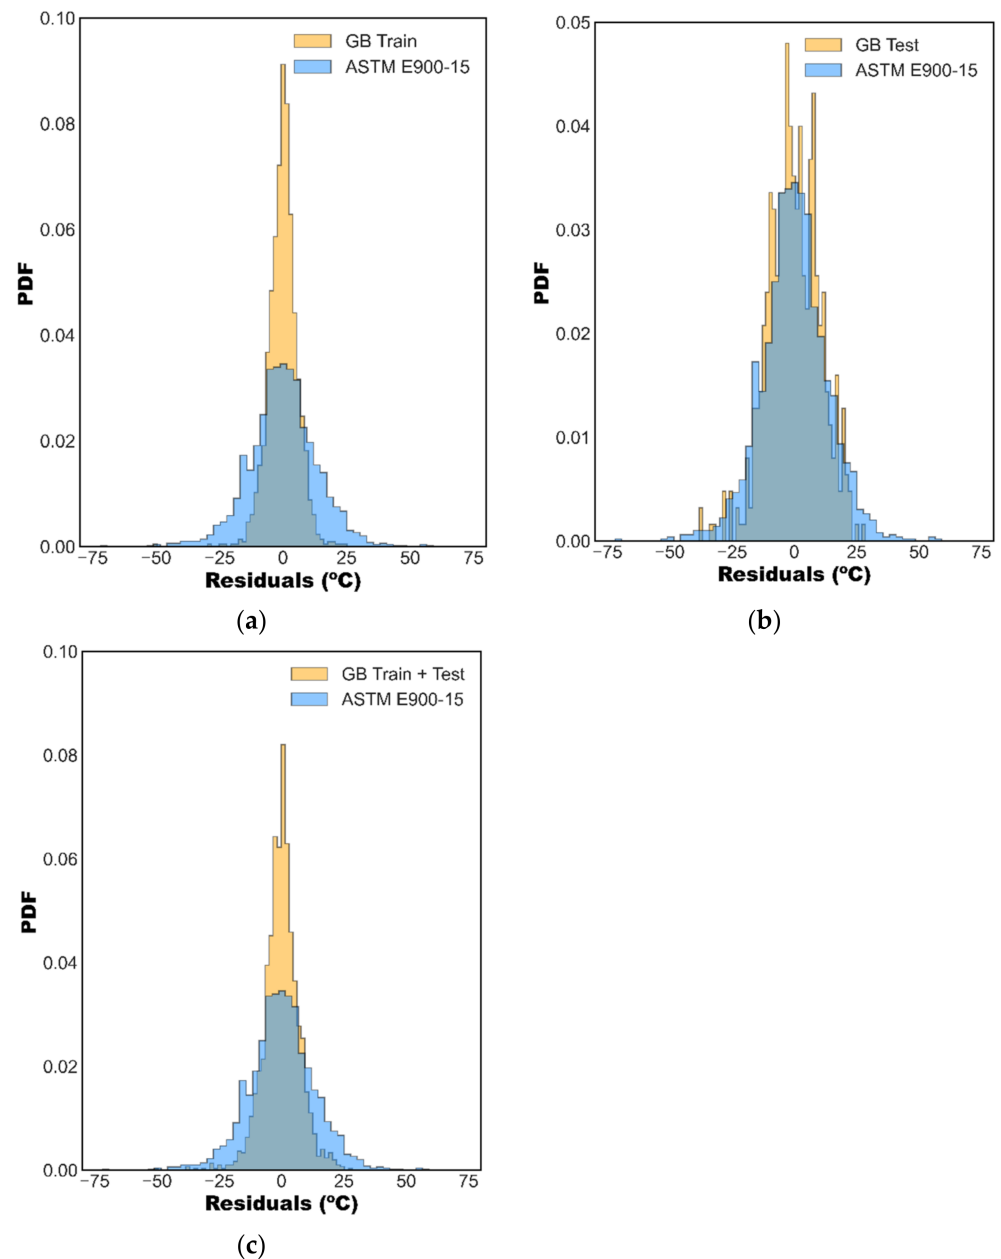 0.10
GB Train
ASTM E900-15
0.08
0.06
PDF
0.04
0.02
0.00
−75 −50 −25 0 25 50 75
Residuals (ºC)
(a)
0.05
GB Test
ASTM E900-15
0.04
0.03
PDF
0.02
0.01
0.00
−75 −50 −25 0 25 50 75
Residuals (ºC)
(b)
0.10
GB Train + Test
ASTM E900-15
0.08
0.06
PDF
0.04
0.02
0.00
−75 −50 −25 0 25 50 75
Residuals (ºC)
(c)